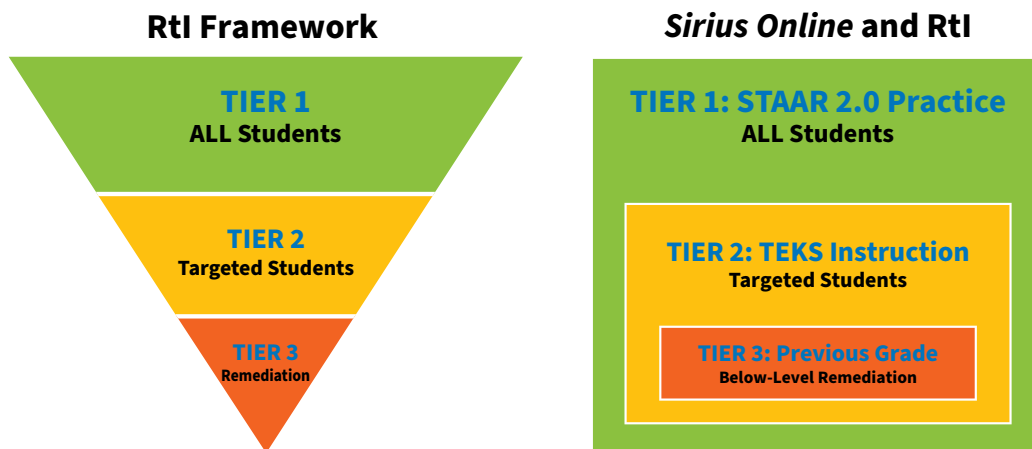 RtI Framework
TIER 1
ALL Students
TIER 2
Targeted Students
TIER 3
Remediation
Sirius Online and RtI
TIER 1: STAAR 2.0 Practice
ALL Students
TIER 2: TEKS Instruction
Targeted Students
TIER 3: Previous Grade
Below-Level Remediation